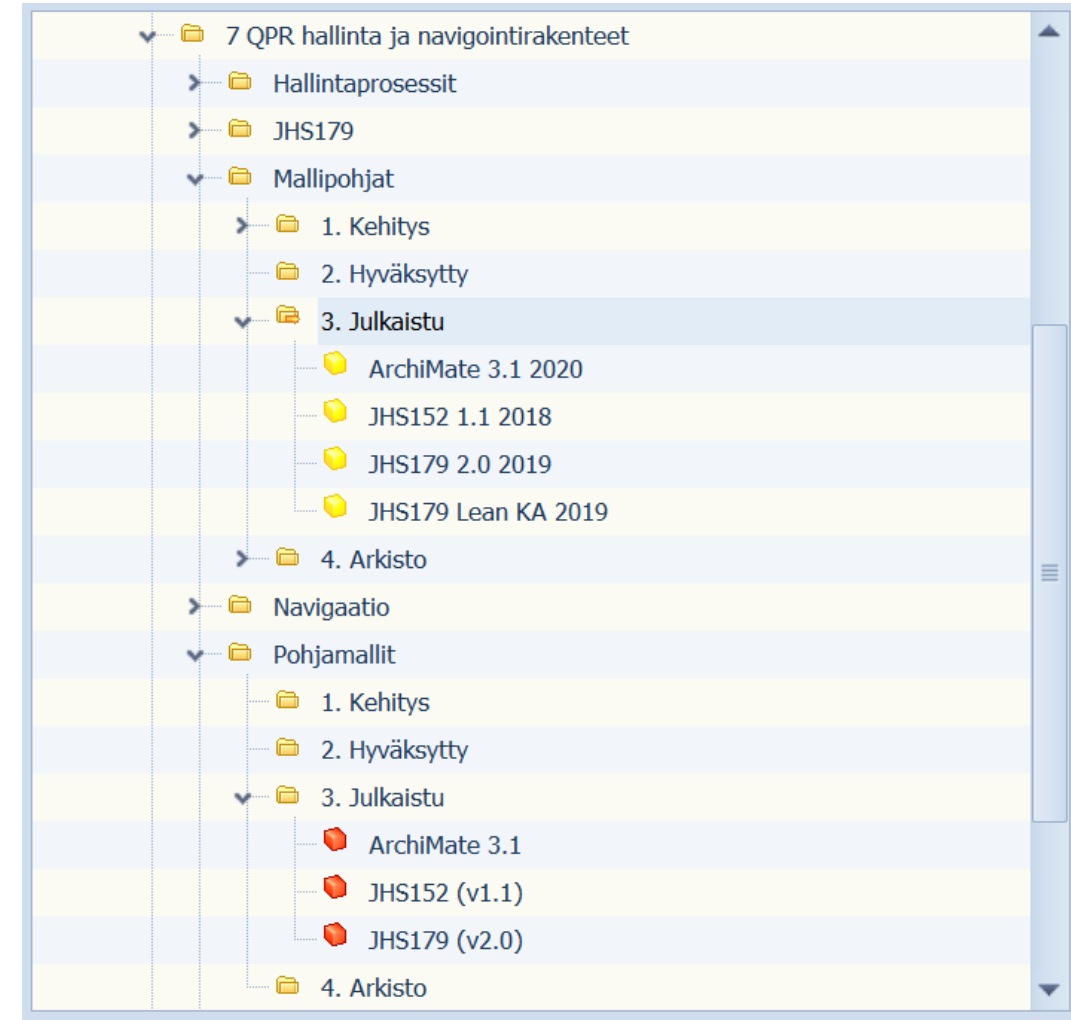 7 QPR hallinta ja navigointirakenteet
Hallintaprosessit
JHS179
Mallipohjat
1. Kehitys
2. Hyväksytty
3. Julkaistu
ArchiMate 3.1 2020
JHS152 1.1 2018
JHS179 2.0 2019
JHS179 Lean KA 2019
4. Arkisto
Navigaatio
Pohjamallit
1. Kehitys
2. Hyväksytty
3. Julkaistu
ArchiMate 3.1
JHS152 (v1.1)
JHS179 (v2.0)
4. Arkisto